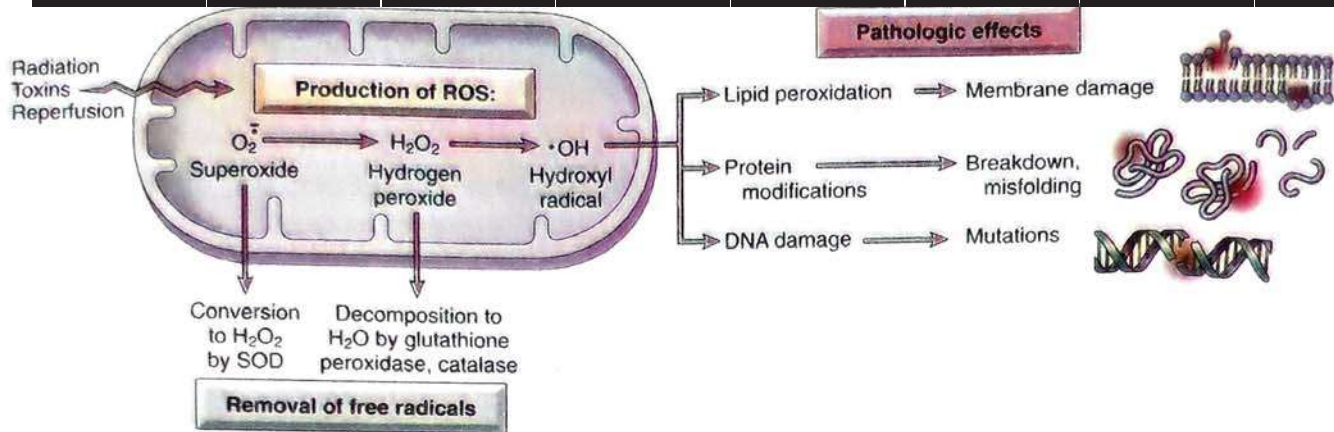 Pathologic effects
Radiation
Toxins
Reperfusion
Production of ROS:
O₂•̄
Superoxide
H₂O₂
Hydrogen
peroxide
•OH
Hydroxyl
radical
Lipid peroxidation
Membrane damage
Protein
modifications
Breakdown,
misfolding
DNA damage
Mutations
Conversion
to H₂O₂
by SOD
Decomposition to
H₂O by glutathione
peroxidase, catalase
Removal of free radicals